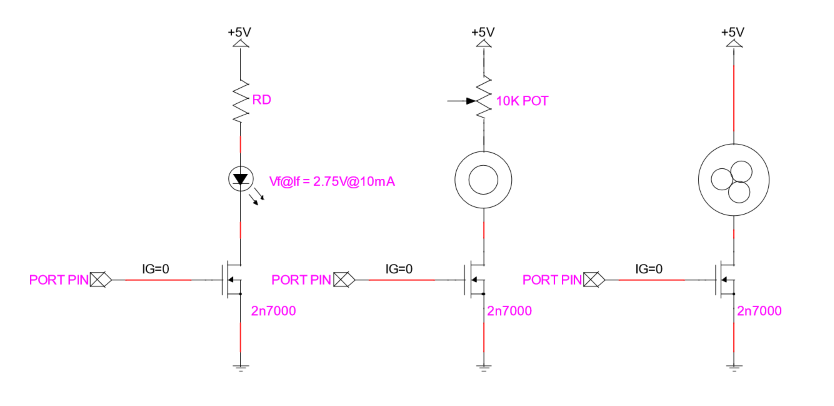 +5V
+5V
+5V
RD
10K POT
Vf@If = 2.75V@10mA
IG=0
IG=0
IG=0
PORT PIN
PORT PIN
PORT PIN
2n7000
2n7000
2n7000